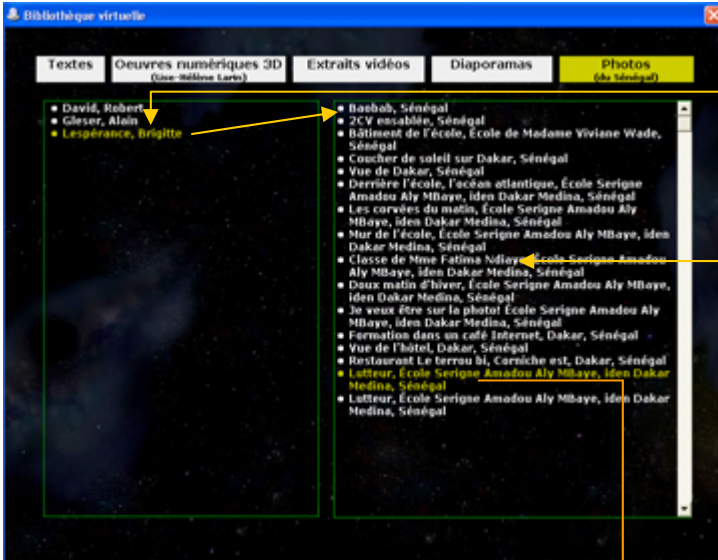 Bibliothèque virtuelle
Textes
Oeuvres numériques 3D
(Lise-Hélène Larin)
Extraits vidéos
Diaporamas
Photos
(du Sénégal)
David, Robert
Gleser, Alain
Lespérance, Brigitte
Baobab, Sénégal
2CV ensablée, Sénégal
Bâtiment de l'école, École de Madame Viviane Wade,
Sénégal
Coucher de soleil sur Dakar, Sénégal
Vue de Dakar, Sénégal
Derrière l'école, l'océan atlantique, École Serigne
Amadou Aly MBaye, iden Dakar Medina, Sénégal
Les corvées du matin, École Serigne Amadou Aly
MBaye, iden Dakar Medina, Sénégal
Mur de l'école, École Serigne Amadou Aly MBaye, iden
Dakar Medina, Sénégal
Classe de Mme Fatima Ndiaye, École Serigne Amadou
Aly MBaye, iden Dakar Medina, Sénégal
Doux matin d'hiver, École Serigne Amadou Aly MBaye,
iden Dakar Medina, Sénégal
Je veux être sur la photo! École Serigne Amadou Aly
MBaye, iden Dakar Medina, Sénégal
Formation dans un café Internet, Dakar, Sénégal
Vue de l'hôtel, Dakar, Sénégal
Restaurant Le terrou bi, Corniche est, Dakar, Sénégal
Lutteur, École Serigne Amadou Aly MBaye, iden Dakar
Medina, Sénégal
Lutteur, École Serigne Amadou Aly MBaye, iden Dakar
Medina, Sénégal